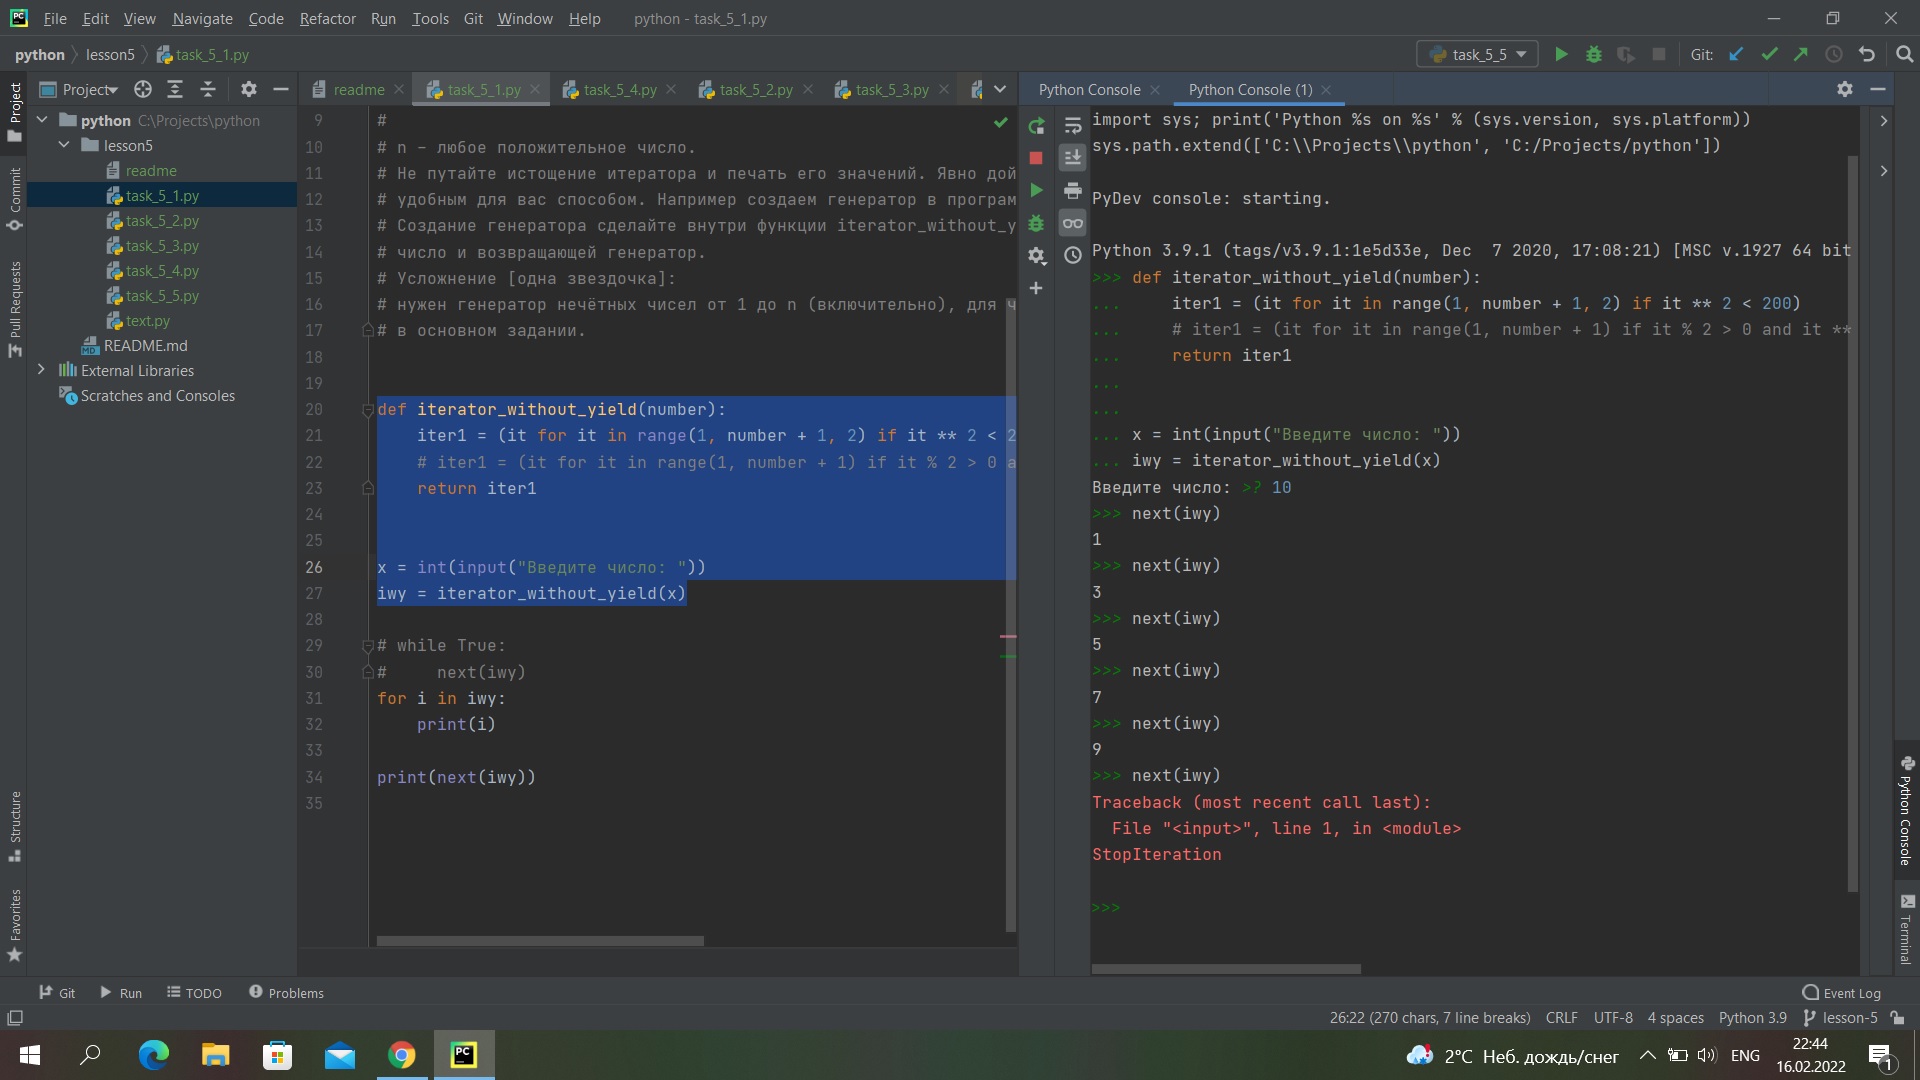 File Edit View Navigate Code Refactor Run Tools Git Window Help python - task_5_1.py
python lesson5 task_5_1.py
task_5_5 Git:
Project
readme task_5_1.py task_5_4.py task_5_2.py task_5_3.py
Python Console Python Console (1)
Project
Commit
Pull Requests
Structure
Favorites
python C:\Projects\python
lesson5
readme
task_5_1.py
task_5_2.py
task_5_3.py
task_5_4.py
task_5_5.py
text.py
README.md
External Libraries
Scratches and Consoles
9 #
10 # n - любое положительное число.
11 # Не путайте истощение итератора и печать его значений. Явно дой
12 # удобным для вас способом. Например создаем генератор в програм
13 # Создание генератора сделайте внутри функции iterator_without_y
14 # число и возвращающей генератор.
15 # Усложнение [одна звездочка]:
16 # нужен генератор нечётных чисел от 1 до n (включительно), для ч
17 # в основном задании.
18
19
20 def iterator_without_yield(number):
21 iter1 = (it for it in range(1, number + 1, 2) if it ** 2 < 2
22 # iter1 = (it for it in range(1, number + 1) if it % 2 > 0 a
23 return iter1
24
25
26 x = int(input("Введите число: "))
27 iwy = iterator_without_yield(x)
28
29 # while True:
30 # next(iwy)
31 for i in iwy:
32 print(i)
33
34 print(next(iwy))
35
import sys; print('Python %s on %s' % (sys.version, sys.platform))
sys.path.extend(['C:\\Projects\\python', 'C:/Projects/python'])
PyDev console: starting.
Python 3.9.1 (tags/v3.9.1:1e5d33e, Dec 7 2020, 17:08:21) [MSC v.1927 64 bit
>>> def iterator_without_yield(number):
... iter1 = (it for it in range(1, number + 1, 2) if it ** 2 < 200)
... # iter1 = (it for it in range(1, number + 1) if it % 2 > 0 and it **
... return iter1
...
...
... x = int(input("Введите число: "))
... iwy = iterator_without_yield(x)
Введите число: >? 10
>>> next(iwy)
1
>>> next(iwy)
3
>>> next(iwy)
5
>>> next(iwy)
7
>>> next(iwy)
9
>>> next(iwy)
Traceback (most recent call last):
File "<input>", line 1, in <module>
StopIteration
>>>
Python Console
Terminal
Git Run TODO Problems Event Log
26:22 (270 chars, 7 line breaks) CRLF UTF-8 4 spaces Python 3.9 lesson-5
2°C Неб. дождь/снег ENG 22:44
16.02.2022
1